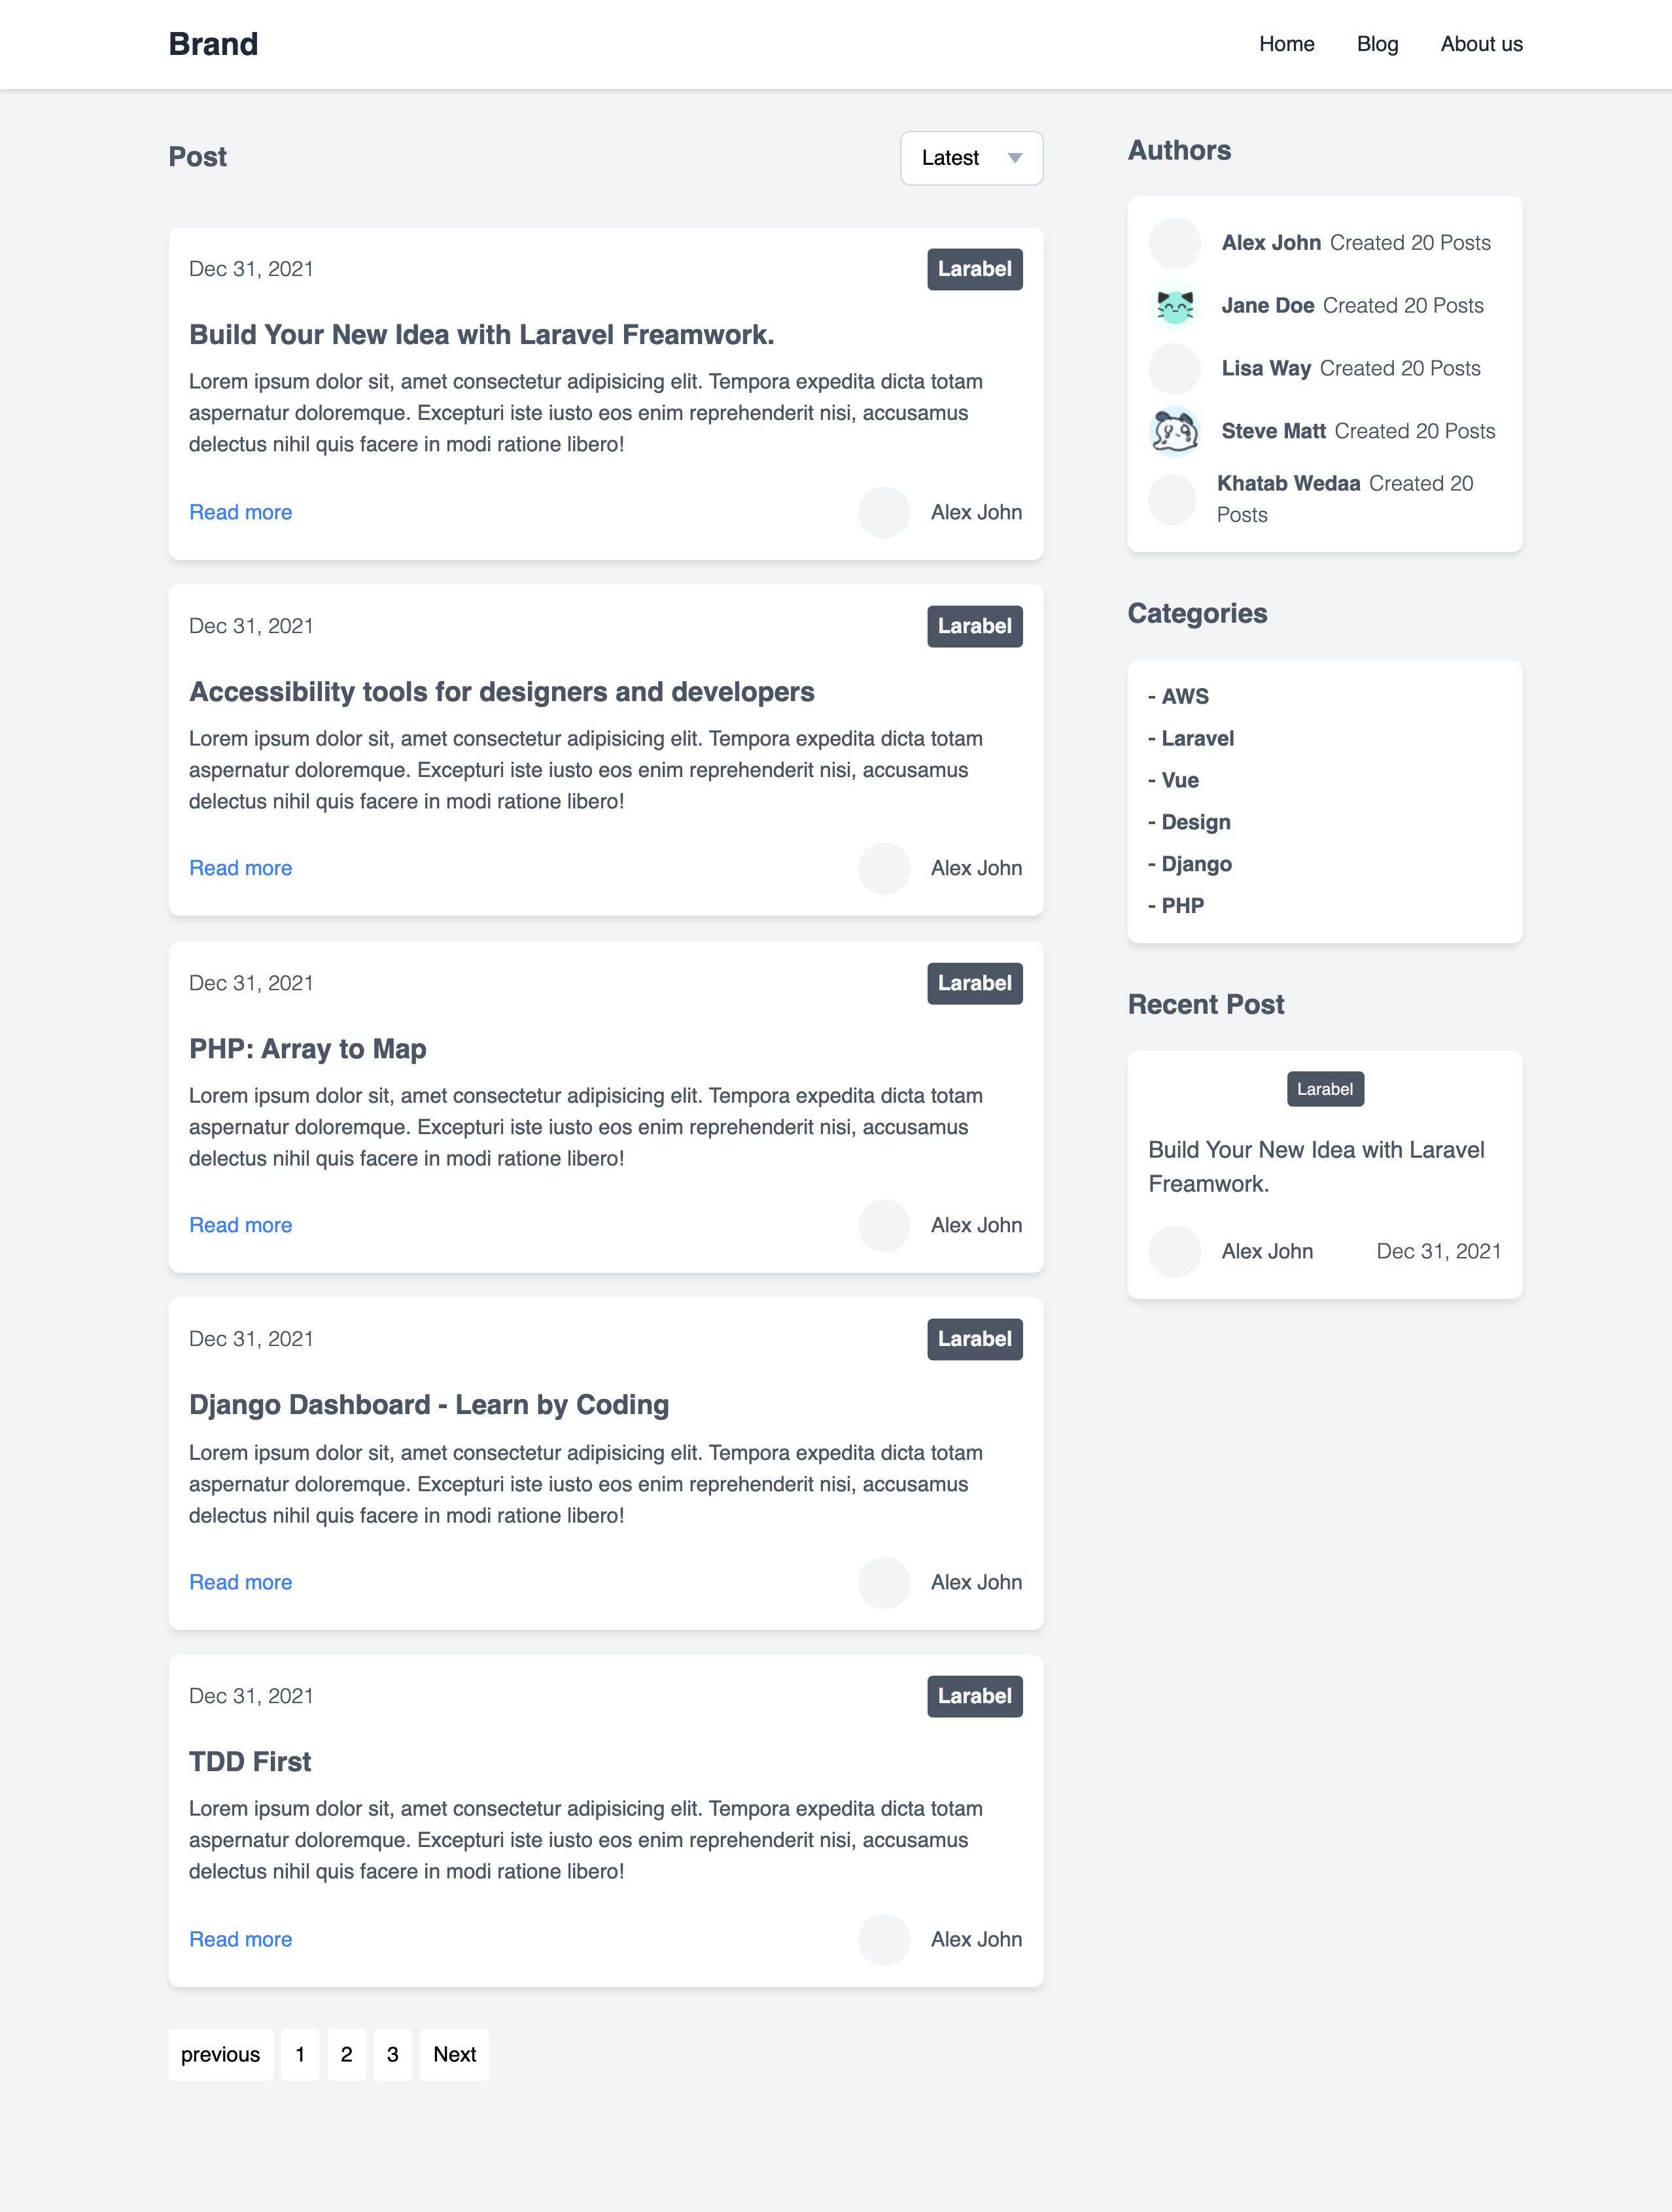 Brand
Home
Blog
About us
Post
Latest
Dec 31, 2021
Larabel
Build Your New Idea with Laravel Freamwork.
Lorem ipsum dolor sit, amet consectetur adipisicing elit. Tempora expedita dicta totam
aspernatur doloremque. Excepturi iste iusto eos enim reprehenderit nisi, accusamus
delectus nihil quis facere in modi ratione libero!
Read more
Alex John
Dec 31, 2021
Larabel
Accessibility tools for designers and developers
Lorem ipsum dolor sit, amet consectetur adipisicing elit. Tempora expedita dicta totam
aspernatur doloremque. Excepturi iste iusto eos enim reprehenderit nisi, accusamus
delectus nihil quis facere in modi ratione libero!
Read more
Alex John
Dec 31, 2021
Larabel
PHP: Array to Map
Lorem ipsum dolor sit, amet consectetur adipisicing elit. Tempora expedita dicta totam
aspernatur doloremque. Excepturi iste iusto eos enim reprehenderit nisi, accusamus
delectus nihil quis facere in modi ratione libero!
Read more
Alex John
Dec 31, 2021
Larabel
Django Dashboard - Learn by Coding
Lorem ipsum dolor sit, amet consectetur adipisicing elit. Tempora expedita dicta totam
aspernatur doloremque. Excepturi iste iusto eos enim reprehenderit nisi, accusamus
delectus nihil quis facere in modi ratione libero!
Read more
Alex John
Dec 31, 2021
Larabel
TDD First
Lorem ipsum dolor sit, amet consectetur adipisicing elit. Tempora expedita dicta totam
aspernatur doloremque. Excepturi iste iusto eos enim reprehenderit nisi, accusamus
delectus nihil quis facere in modi ratione libero!
Read more
Alex John
previous
1
2
3
Next
Authors
Alex John Created 20 Posts
Jane Doe Created 20 Posts
Lisa Way Created 20 Posts
Steve Matt Created 20 Posts
Khatab Wedaa Created 20
Posts
Categories
- AWS
- Laravel
- Vue
- Design
- Django
- PHP
Recent Post
Larabel
Build Your New Idea with Laravel
Freamwork.
Alex John
Dec 31, 2021